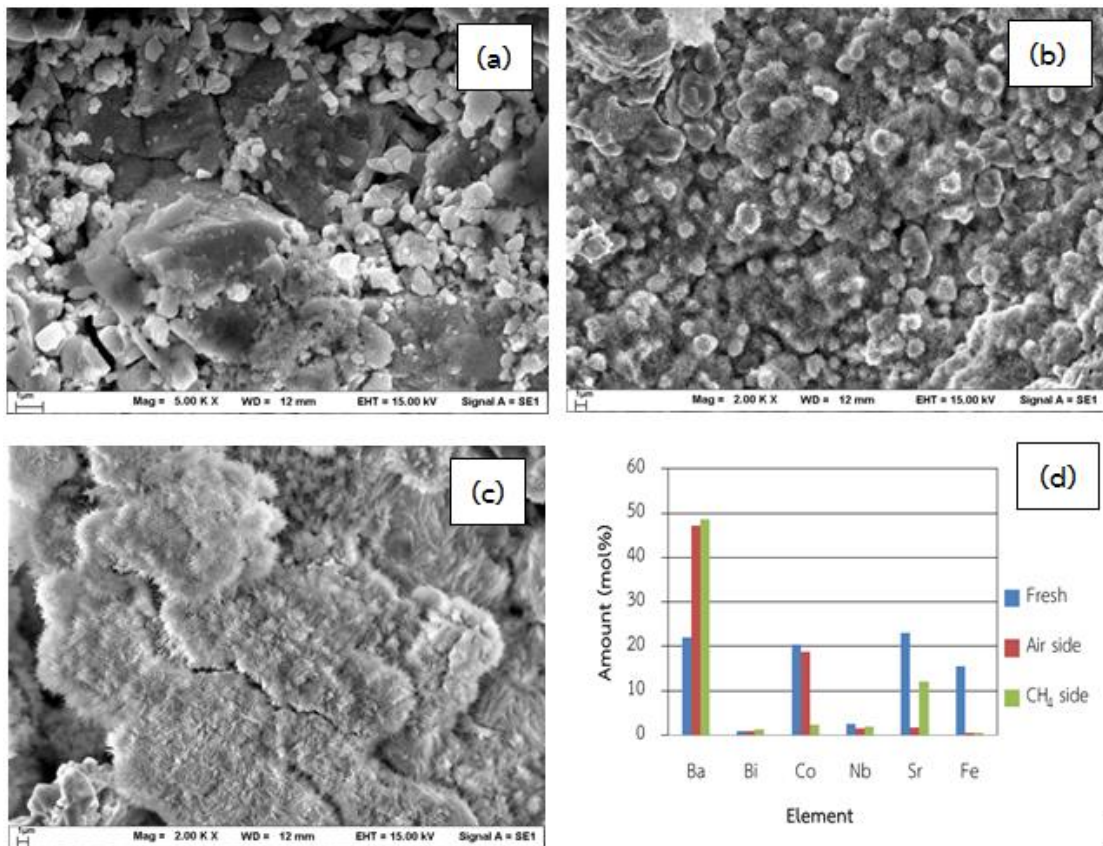 (a)
1µm
Mag = 5.00 K X WD = 12 mm EHT = 15.00 kV Signal A = SE1
(b)
1µm
Mag = 2.00 K X WD = 12 mm EHT = 15.00 kV Signal A = SE1
(c)
1µm
Mag = 2.00 K X WD = 12 mm EHT = 15.00 kV Signal A = SE1
(d)
Amount (mol%)
60
50
40
30
20
10
0
Ba Bi Co Nb Sr Fe
Element
Fresh
Air side
CH₄ side